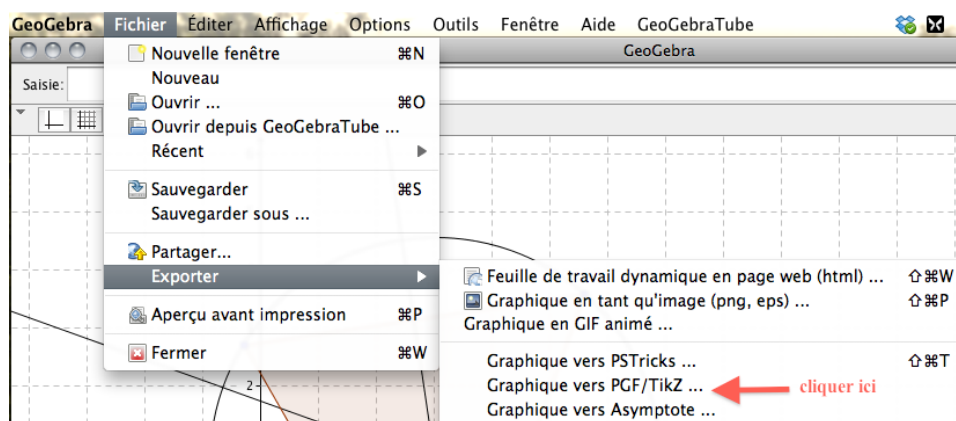 GeoGebra Fichier Éditer Affichage Options Outils Fenêtre Aide GeoGebraTube
GeoGebra
Saisie:
Nouvelle fenêtre ⌘N
Nouveau
Ouvrir ... ⌘O
Ouvrir depuis GeoGebraTube ...
Récent ▶
Sauvegarder ⌘S
Sauvegarder sous ...
Partager...
Exporter ▶
Aperçu avant impression ⌘P
Fermer ⌘W
Feuille de travail dynamique en page web (html) ... ⇧⌘W
Graphique en tant qu'image (png, eps) ... ⇧⌘P
Graphique en GIF animé ...
Graphique vers PSTricks ... ⇧⌘T
Graphique vers PGF/TikZ ... cliquer ici
Graphique vers Asymptote ...
2